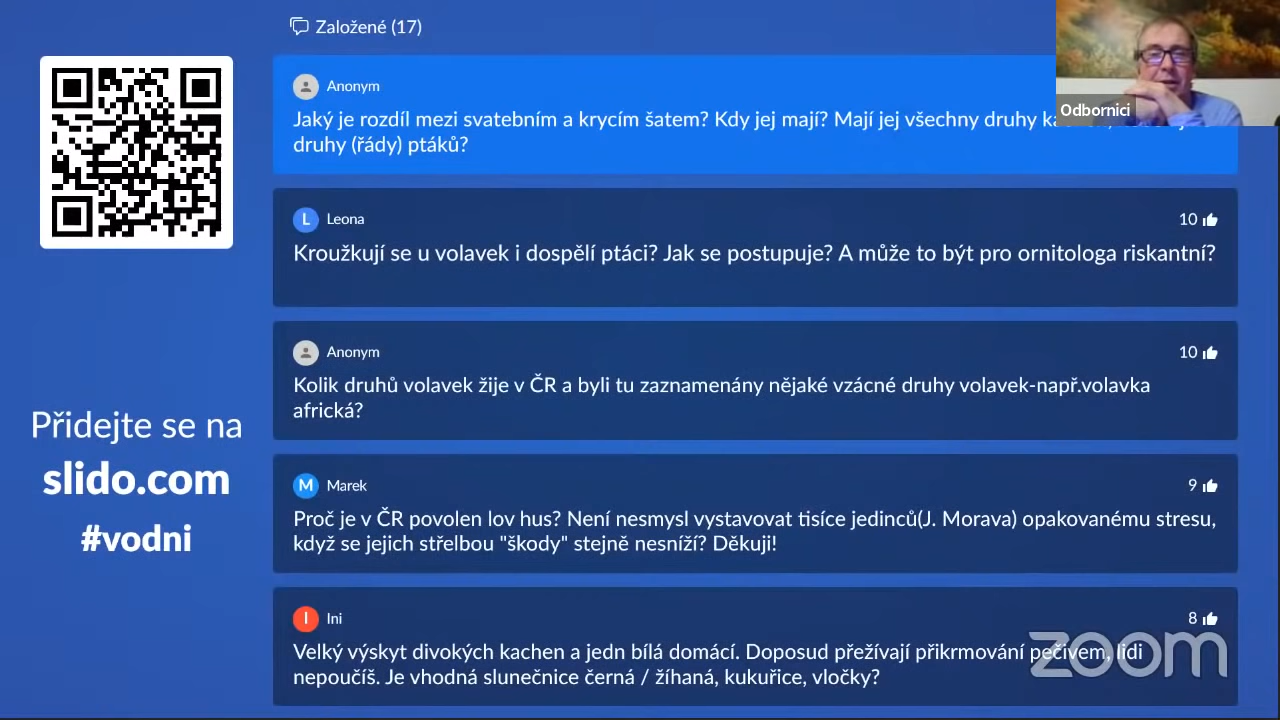 Založené (17)
Anonym
Jaký je rozdíl mezi svatebním a krycím šatem? Kdy jej mají? Mají jej všechny druhy
druhy (řády) ptáků?
Odborníci
L Leona 10
Kroužkují se u volavek i dospělí ptáci? Jak se postupuje? A může to být pro ornitologa riskantní?
Anonym 10
Kolik druhů volavek žije v ČR a byli tu zaznamenány nějaké vzácné druhy volavek-např.volavka
africká?
Přidejte se na
slido.com
#vodni
M Marek 9
Proč je v ČR povolen lov hus? Není nesmysl vystavovat tisíce jedinců(J. Morava) opakovanému stresu,
když se jejich střelbou "škody" stejně nesníží? Děkuji!
I Ini 8
Velký výskyt divokých kachen a jedn bílá domácí. Doposud přežívají přikrmování pečivem, lidi
nepoučíš. Je vhodná slunečnice černá / žíhaná, kukuřice, vločky?
zoom